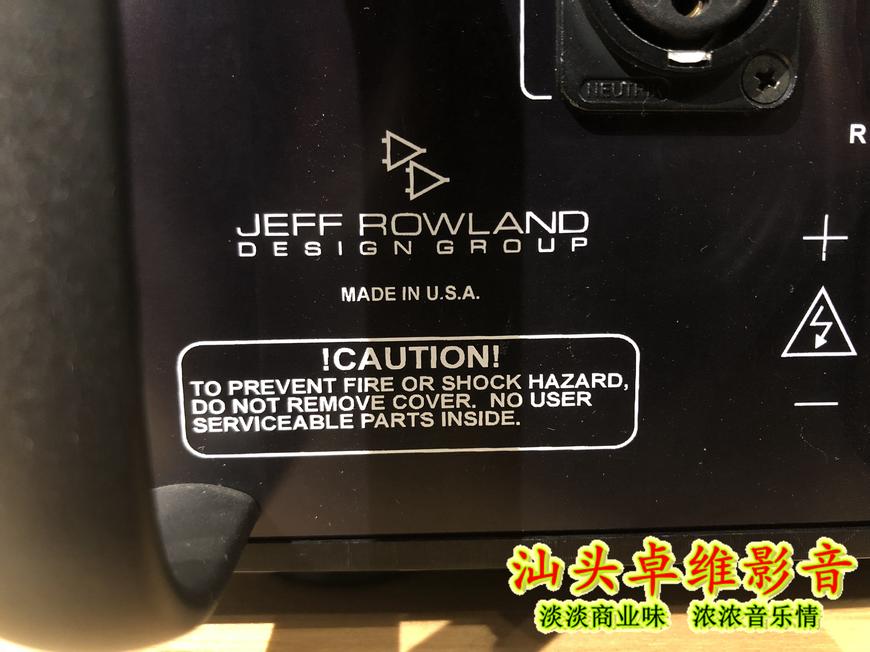 NEUTRIK
R
JEFF ROWLAND
DESIGN GROUP
MADE IN U.S.A.
+
!CAUTION!
TO PREVENT FIRE OR SHOCK HAZARD,
DO NOT REMOVE COVER. NO USER
SERVICEABLE PARTS INSIDE.
—
汕头卓维影音
淡淡商业味 浓浓音乐情